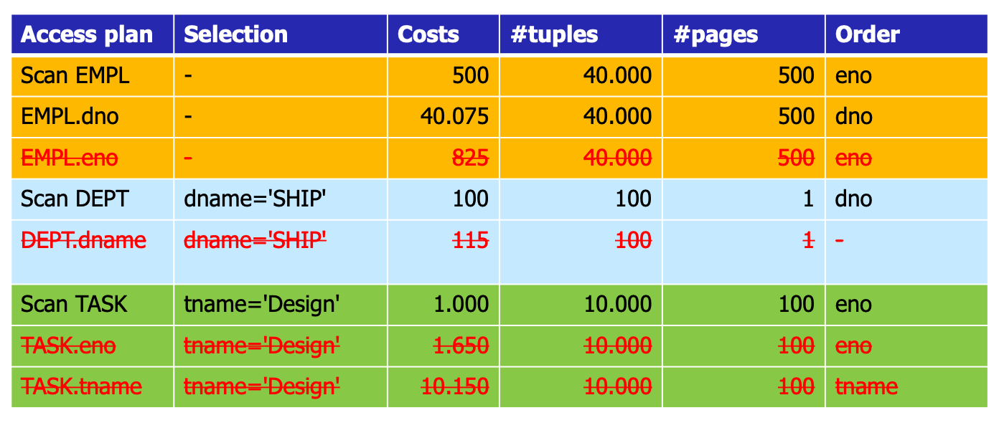 Access plan Selection Costs #tuples #pages Order
Scan EMPL - 500 40.000 500 eno
EMPL.dno - 40.075 40.000 500 dno
EMPL.eno - 825 40.000 500 eno
Scan DEPT dname='SHIP' 100 100 1 dno
DEPT.dname dname='SHIP' 115 100 1 -
Scan TASK tname='Design' 1.000 10.000 100 eno
TASK.eno tname='Design' 1.650 10.000 100 eno
TASK.tname tname='Design' 10.150 10.000 100 tname